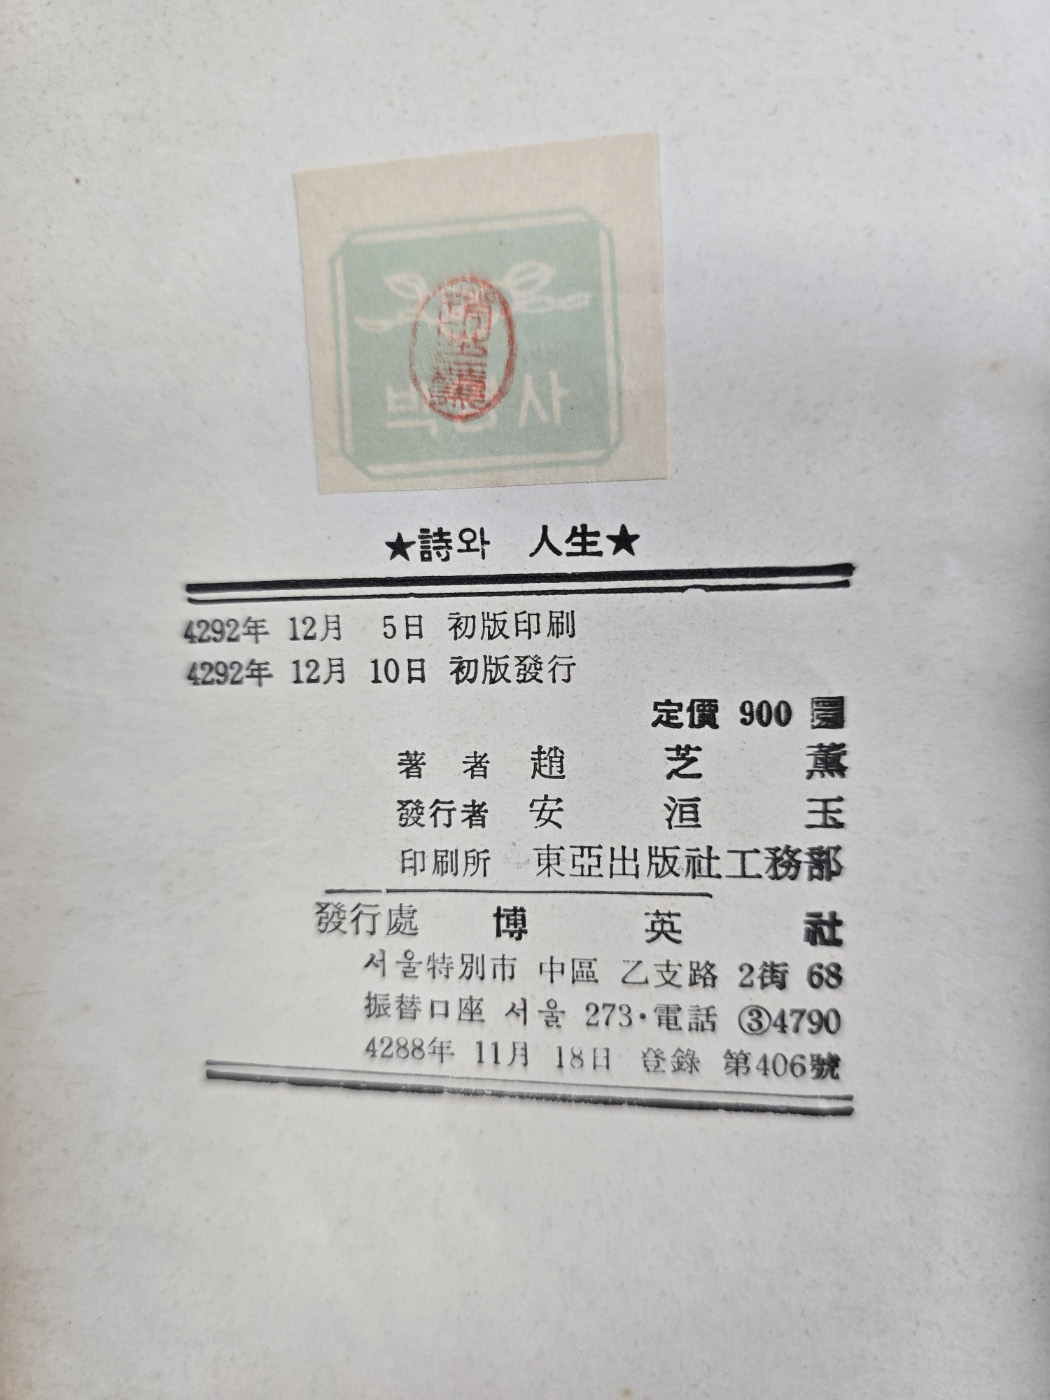 박영사
★詩와 人生★
4292年 12月 5日 初版印刷
4292年 12月 10日 初版發行
定價 900 圜
著者 趙芝薰
發行者 安洹玉
印刷所 東亞出版社工務部
發行處 博英社
서울特別市 中區 乙支路 2街 68
振替口座 서울 273·電話 ③4790
4288年 11月 18日 登錄 第406號